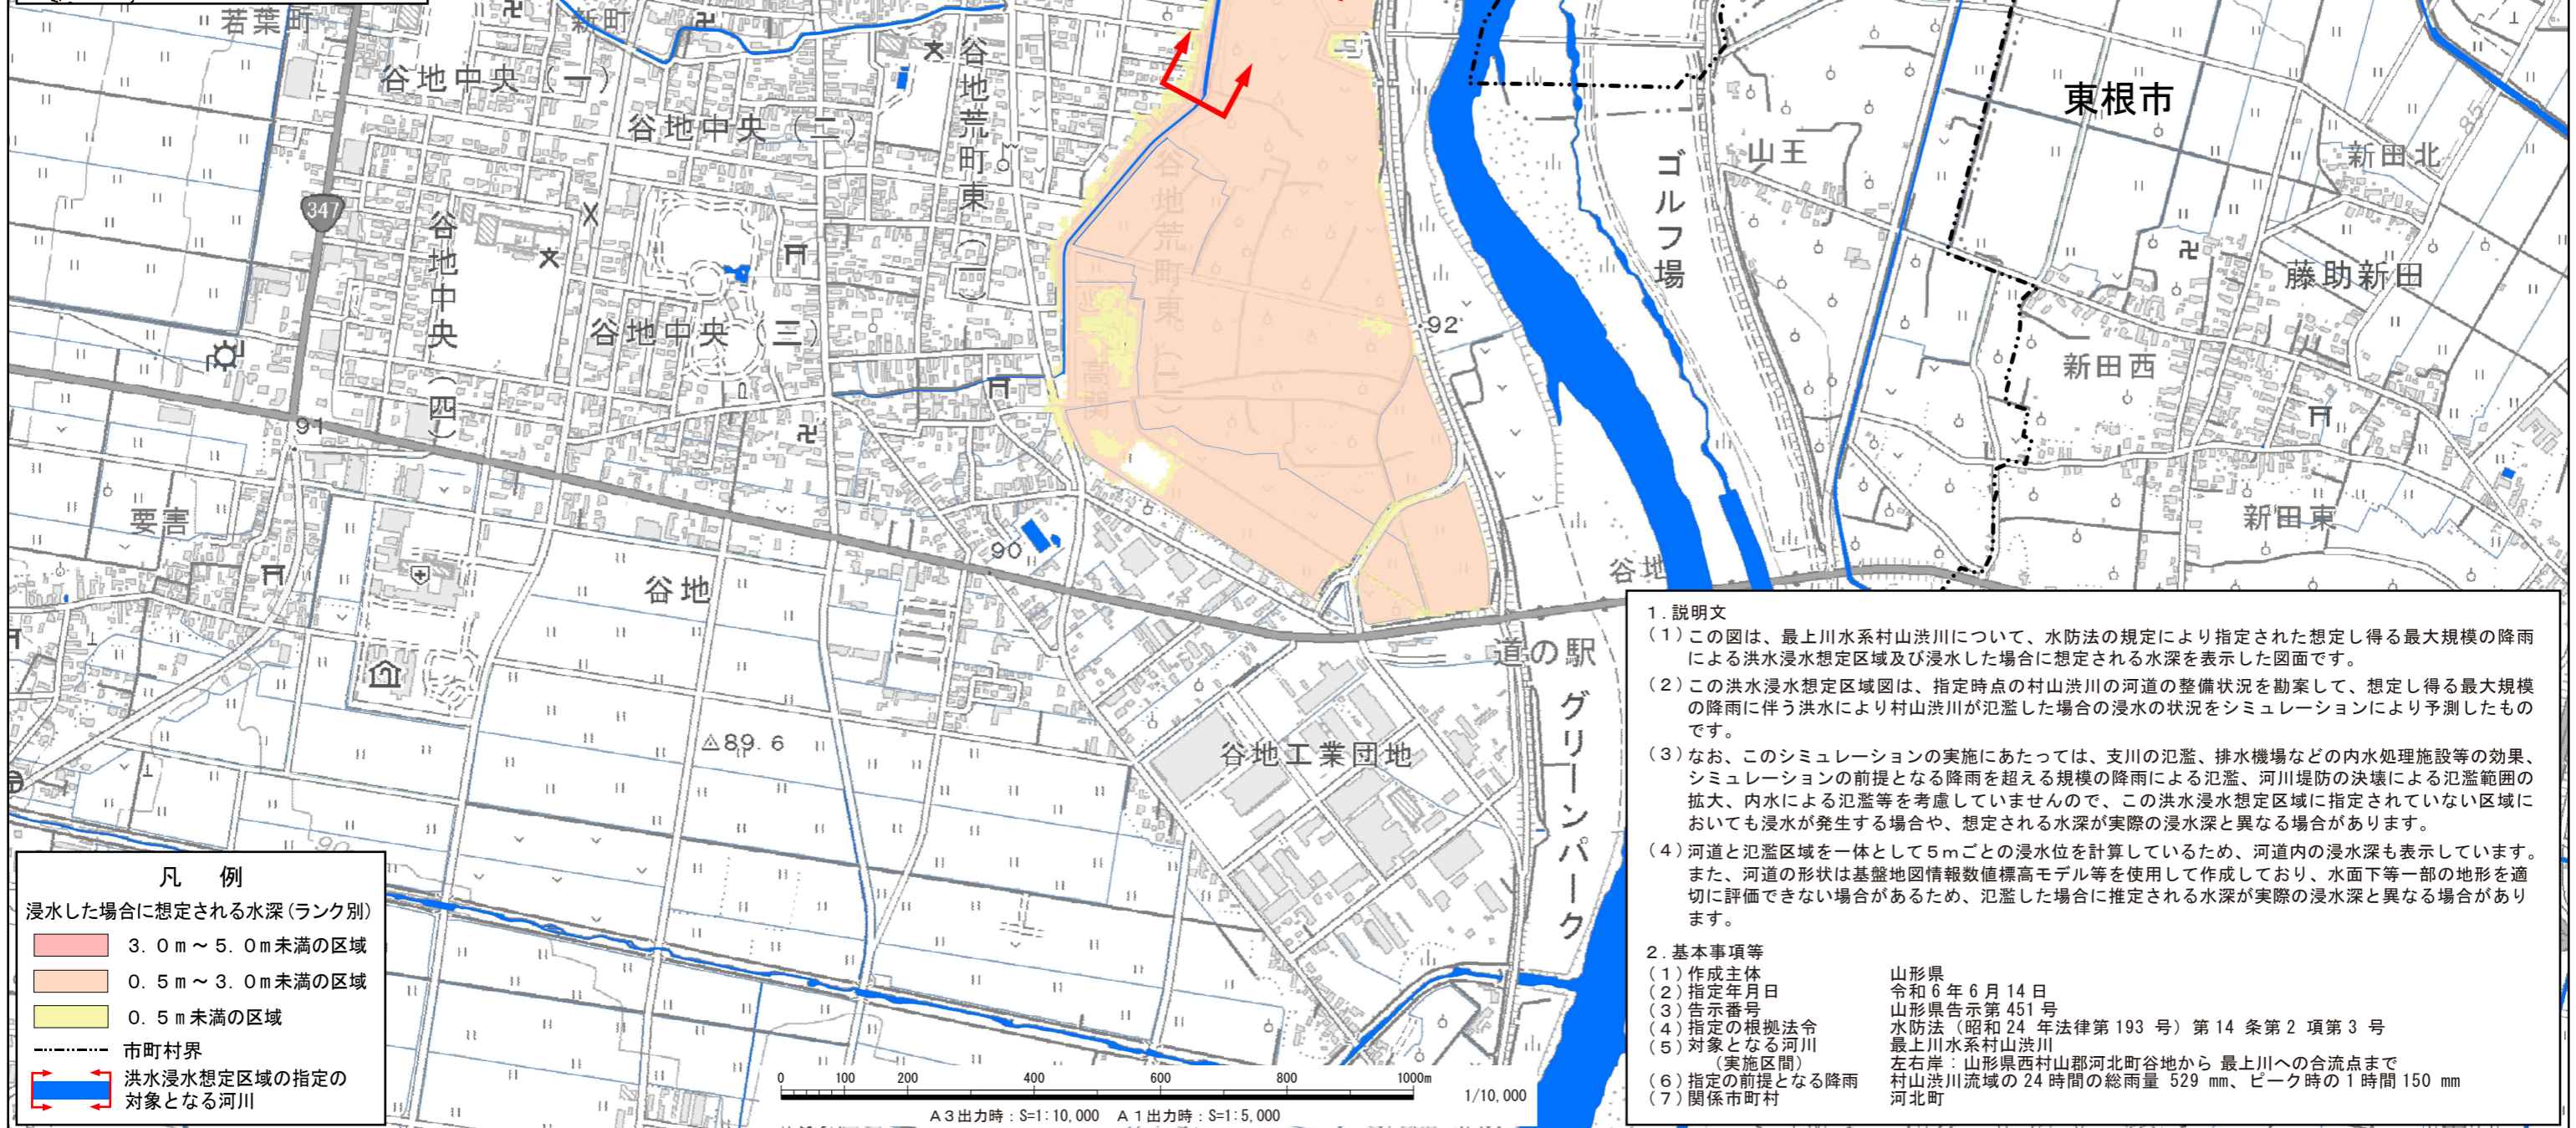 若葉町
新町
谷地中央(一)
谷地中央(二)
谷地荒町東(一)
347
谷地中央(四)
谷地中央(三)
谷地荒町東(二)
高関
92
ゴルフ場
山王
東根市
新田北
85
藤助新田
新田西
新田東
91
要害
90
谷地
谷地
道の駅
グリーンパーク
谷地工業団地
89.6
90
凡 例
浸水した場合に想定される水深(ランク別)
3.0m~5.0m未満の区域
0.5m~3.0m未満の区域
0.5m未満の区域
市町村界
洪水浸水想定区域の指定の
対象となる河川
0 100 200 400 600 800 1000m
1/10,000
A3出力時:S=1:10,000 A1出力時:S=1:5,000
1.説明文
(1)この図は、最上川水系村山渋川について、水防法の規定により指定された想定し得る最大規模の降雨
による洪水浸水想定区域及び浸水した場合に想定される水深を表示した図面です。
(2)この洪水浸水想定区域図は、指定時点の村山渋川の河道の整備状況を勘案して、想定し得る最大規模
の降雨に伴う洪水により村山渋川が氾濫した場合の浸水の状況をシミュレーションにより予測したもの
です。
(3)なお、このシミュレーションの実施にあたっては、支川の氾濫、排水機場などの内水処理施設等の効果、
シミュレーションの前提となる降雨を超える規模の降雨による氾濫、河川堤防の決壊による氾濫範囲の
拡大、内水による氾濫等を考慮していませんので、この洪水浸水想定区域に指定されていない区域に
おいても浸水が発生する場合や、想定される水深が実際の浸水深と異なる場合があります。
(4)河道と氾濫区域を一体として5mごとの浸水位を計算しているため、河道内の浸水深も表示しています。
また、河道の形状は基盤地図情報数値標高モデル等を使用して作成しており、水面下等一部の地形を適
切に評価できない場合があるため、氾濫した場合に推定される水深が実際の浸水深と異なる場合があり
ます。
2.基本事項等
(1)作成主体 山形県
(2)指定年月日 令和6年6月14日
(3)告示番号 山形県告示第451号
(4)指定の根拠法令 水防法(昭和24 年法律第193 号)第14 条第2 項第3 号
(5)対象となる河川 最上川水系村山渋川
(実施区間) 左右岸:山形県西村山郡河北町谷地から 最上川への合流点まで
(6)指定の前提となる降雨 村山渋川流域の24時間の総雨量 529 mm、ピーク時の1時間150 mm
(7)関係市町村 河北町